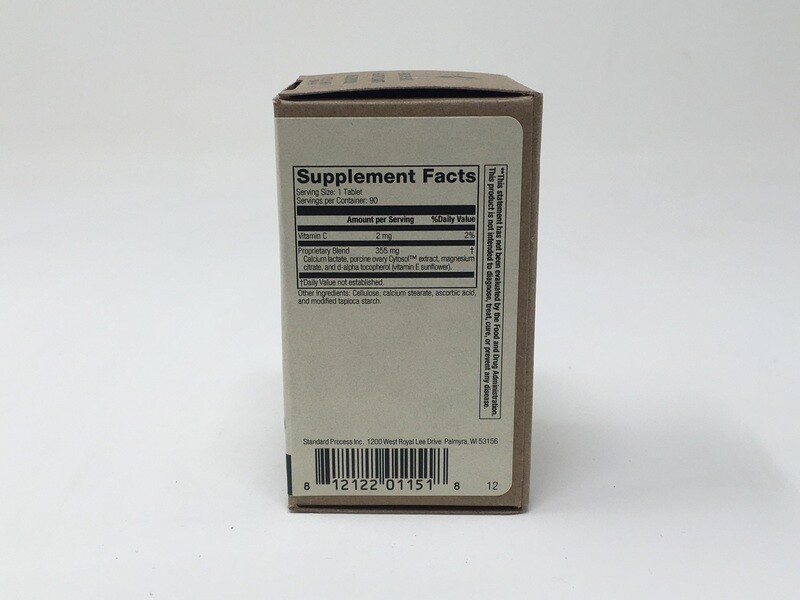 Supplement Facts
Serving Size: 1 Tablet
Servings per Container: 90
Amount per Serving %Daily Value
Vitamin C 2 mg 2%
Proprietary Blend 355 mg †
Calcium lactate, porcine ovary Cytosol™ extract, magnesium
citrate, and d-alpha tocopherol (vitamin E sunflower).
†Daily Value not established.
Other Ingredients: Cellulose, calcium stearate, ascorbic acid,
and modified tapioca starch.
**This statement has not been evaluated by the Food and Drug Administration.
This product is not intended to diagnose, treat, cure, or prevent any disease.
Standard Process Inc. 1200 West Royal Lee Drive Palmyra, WI 53156
8 12122 01151 8 12